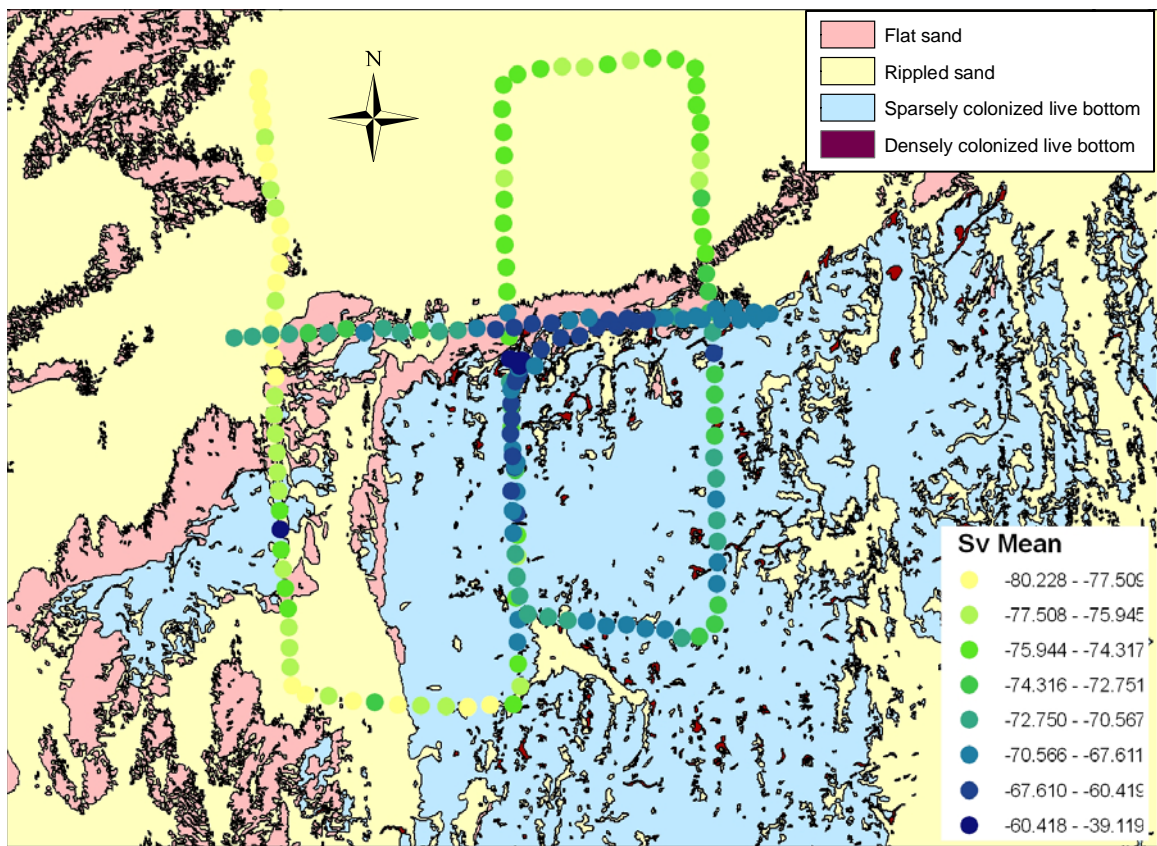 N
Flat sand
Rippled sand
Sparsely colonized live bottom
Densely colonized live bottom
Sv Mean
-80.228 - -77.509
-77.508 - -75.945
-75.944 - -74.317
-74.316 - -72.751
-72.750 - -70.567
-70.566 - -67.611
-67.610 - -60.419
-60.418 - -39.119